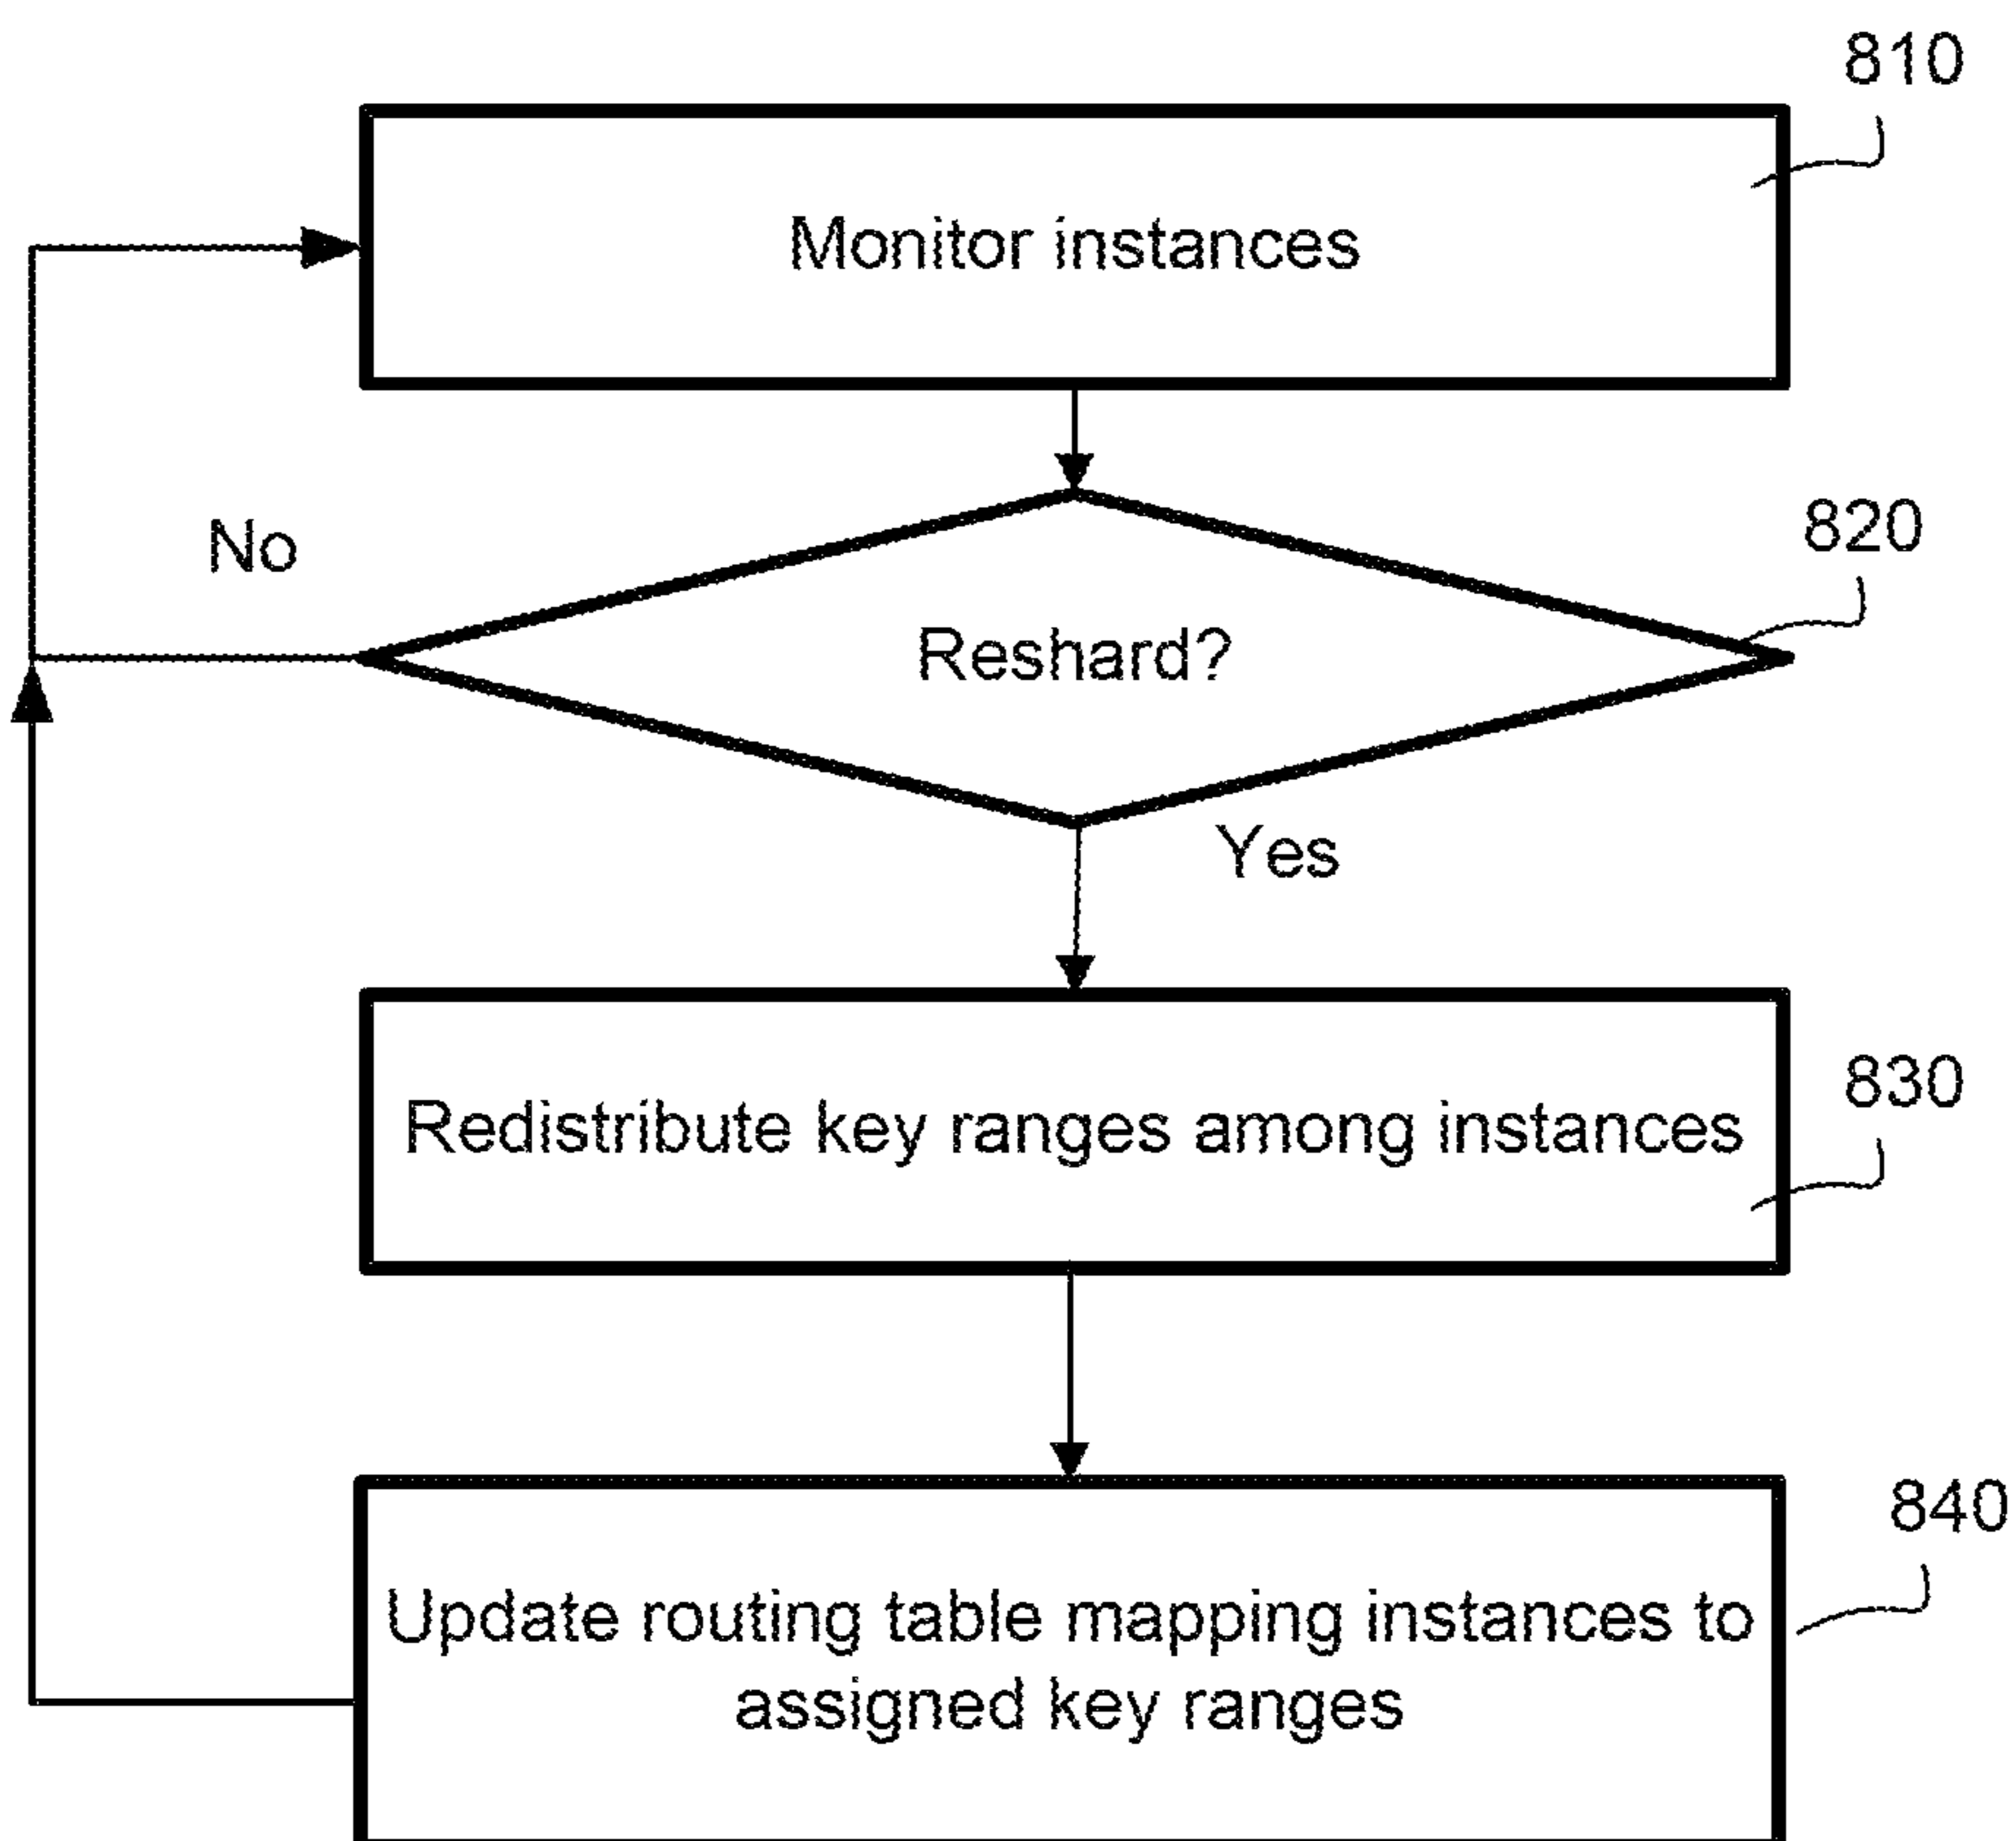 810
Monitor instances
No
820
Reshard?
Yes
830
Redistribute key ranges among instances
840
Update routing table mapping instances to
assigned key ranges